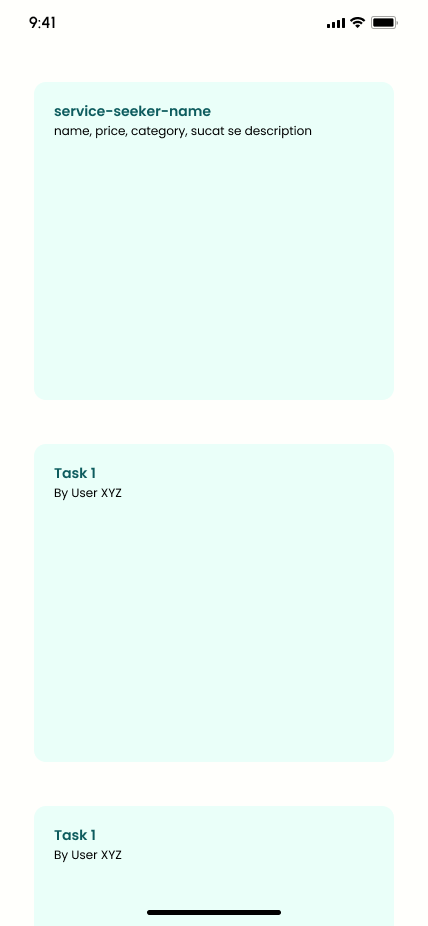 9:41
service-seeker-name
name, price, category, sucat se description
Task 1
By User XYZ
Task 1
By User XYZ